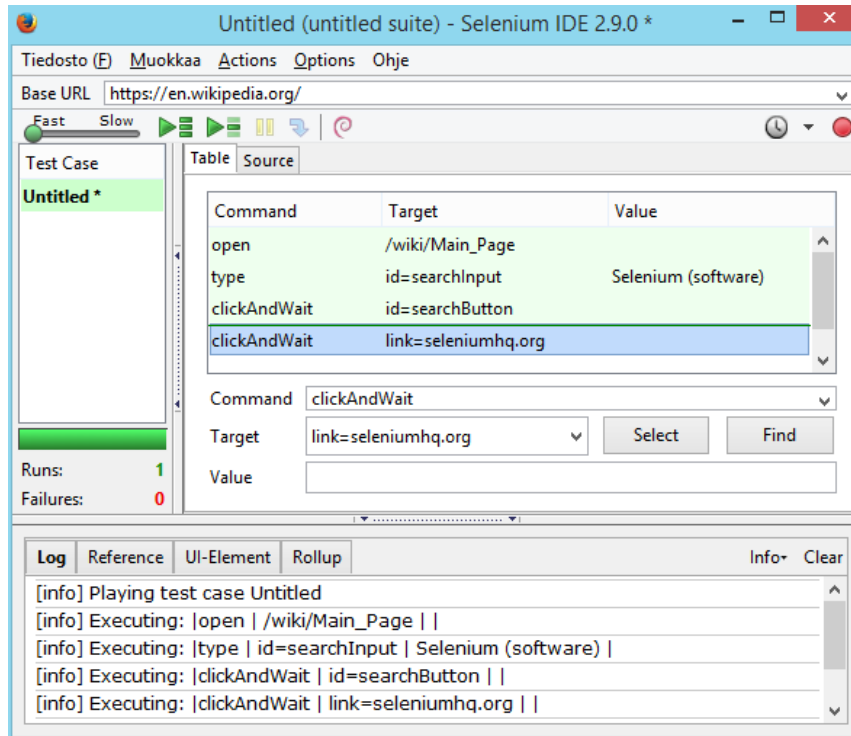 Untitled (untitled suite) - Selenium IDE 2.9.0 *
Tiedosto (F) Muokkaa Actions Options Ohje
Base URL https://en.wikipedia.org/
Fast Slow
Test Case
Untitled *
Table Source
Command Target Value
open /wiki/Main_Page
type id=searchInput Selenium (software)
clickAndWait id=searchButton
clickAndWait link=seleniumhq.org
Command clickAndWait
Target link=seleniumhq.org Select Find
Value
Runs: 1
Failures: 0
Log Reference UI-Element Rollup Info Clear
[info] Playing test case Untitled
[info] Executing: |open | /wiki/Main_Page | |
[info] Executing: |type | id=searchInput | Selenium (software) |
[info] Executing: |clickAndWait | id=searchButton | |
[info] Executing: |clickAndWait | link=seleniumhq.org | |